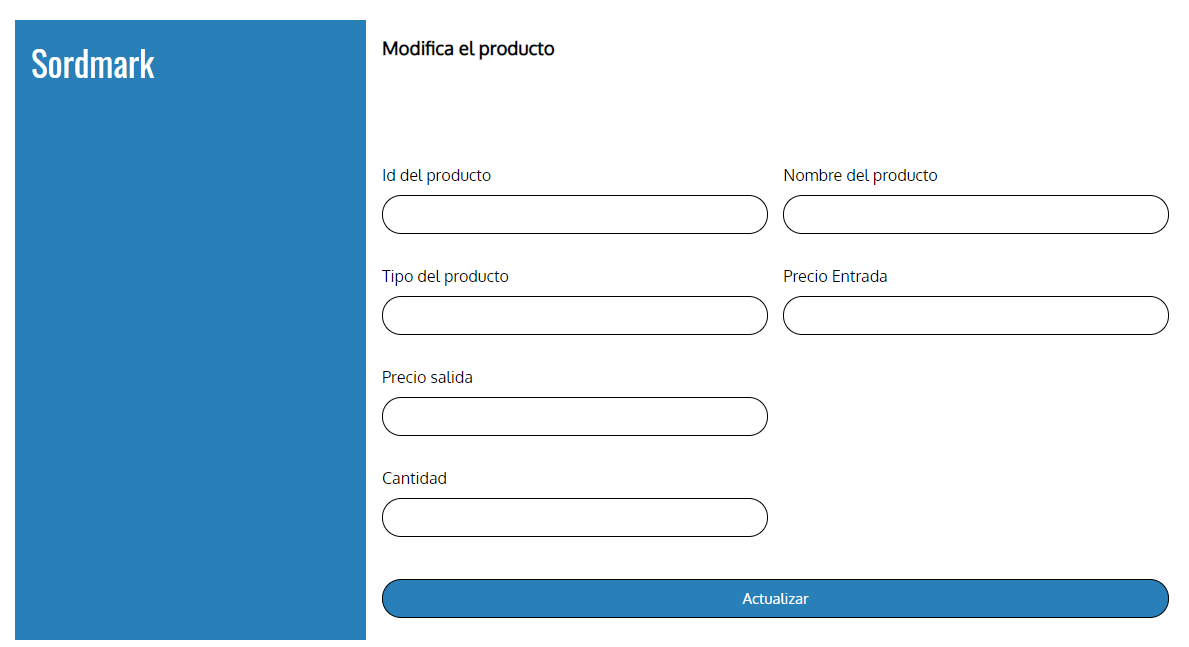 Sordmark
Modifica el producto
Id del producto
Nombre del producto
Tipo del producto
Precio Entrada
Precio salida
Cantidad
Actualizar